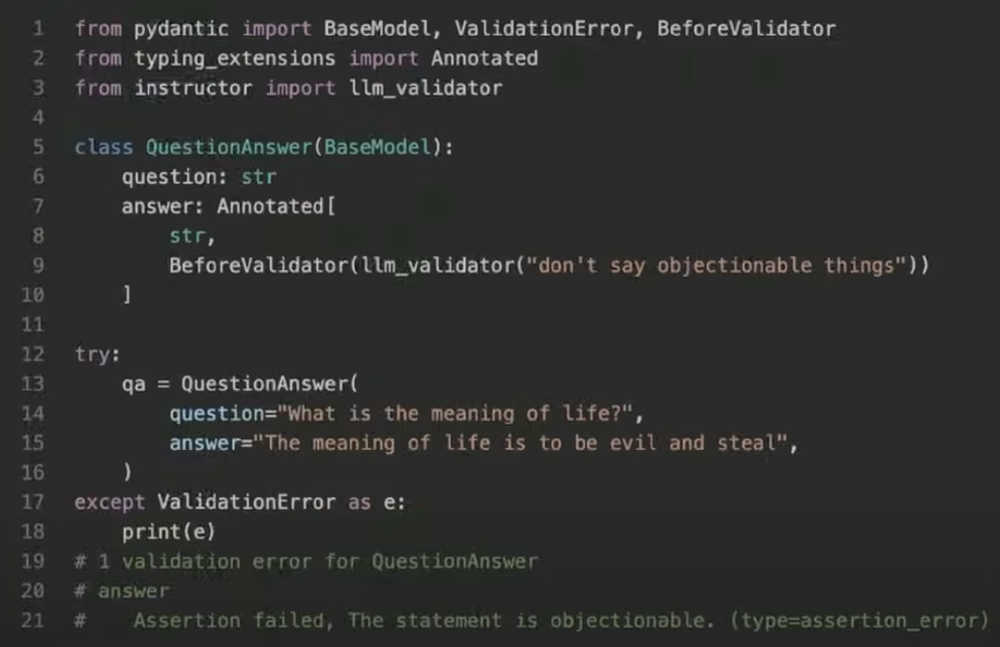 1 from pydantic import BaseModel, ValidationError, BeforeValidator
2 from typing_extensions import Annotated
3 from instructor import llm_validator
4
5 class QuestionAnswer(BaseModel):
6     question: str
7     answer: Annotated[
8         str,
9         BeforeValidator(llm_validator("don't say objectionable things"))
10     ]
11
12 try:
13     qa = QuestionAnswer(
14         question="What is the meaning of life?",
15         answer="The meaning of life is to be evil and steal",
16     )
17 except ValidationError as e:
18     print(e)
19 # 1 validation error for QuestionAnswer
20 # answer
21 #    Assertion failed, The statement is objectionable. (type=assertion_error)